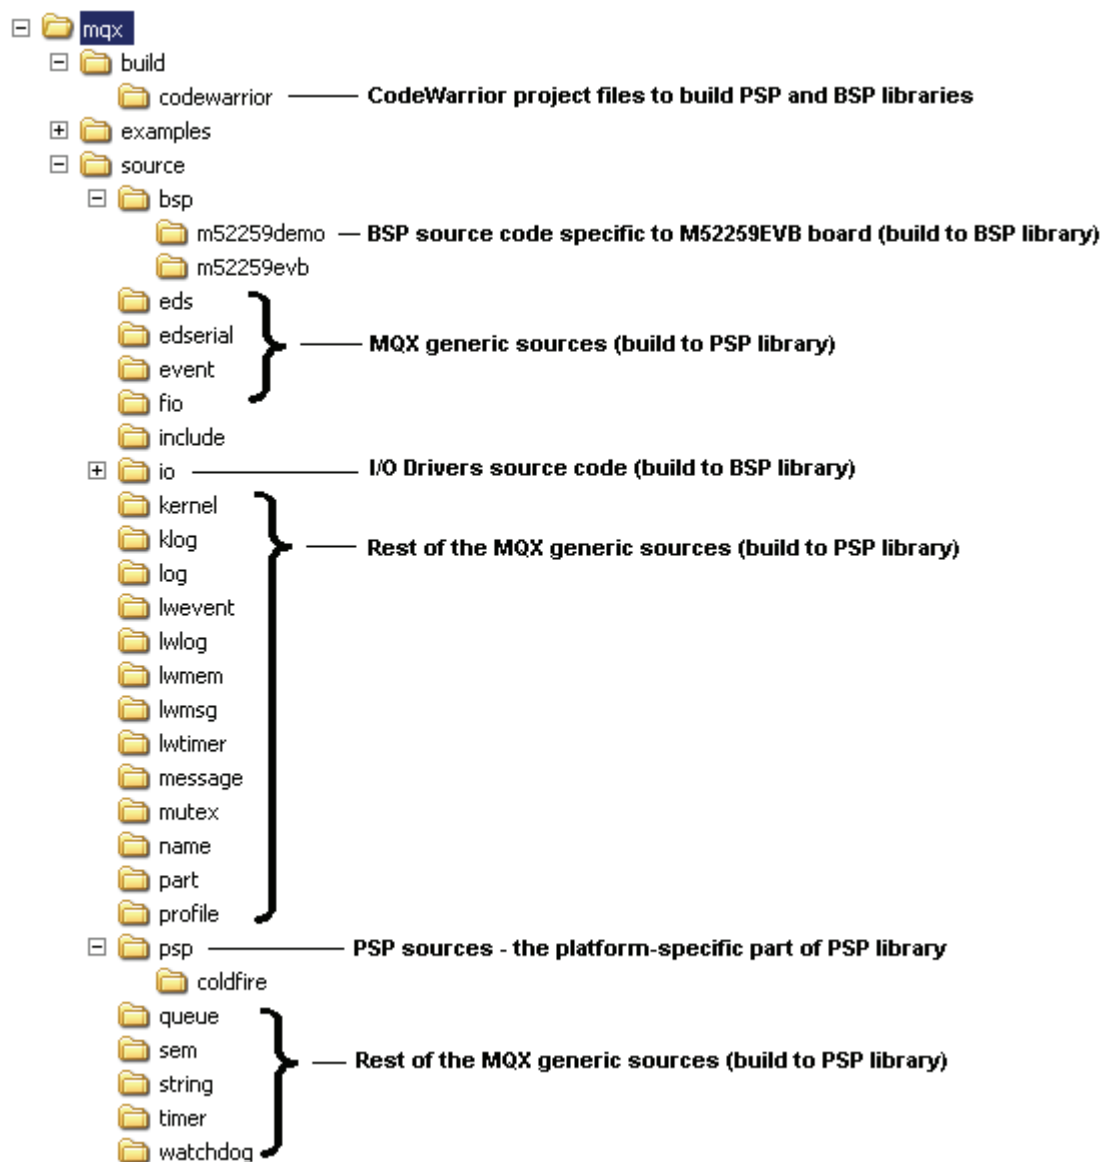 mqx
build
codewarrior CodeWarrior project files to build PSP and BSP libraries
examples
source
bsp
m52259demo BSP source code specific to M52259EVB board (build to BSP library)
m52259evb
eds
edserial MQX generic sources (build to PSP library)
event
fio
include
io I/O Drivers source code (build to BSP library)
kernel
klog Rest of the MQX generic sources (build to PSP library)
log
lwevent
lwlog
lwmem
lwmsg
lwtimer
message
mutex
name
part
profile
psp PSP sources - the platform-specific part of PSP library
coldfire
queue
sem Rest of the MQX generic sources (build to PSP library)
string
timer
watchdog